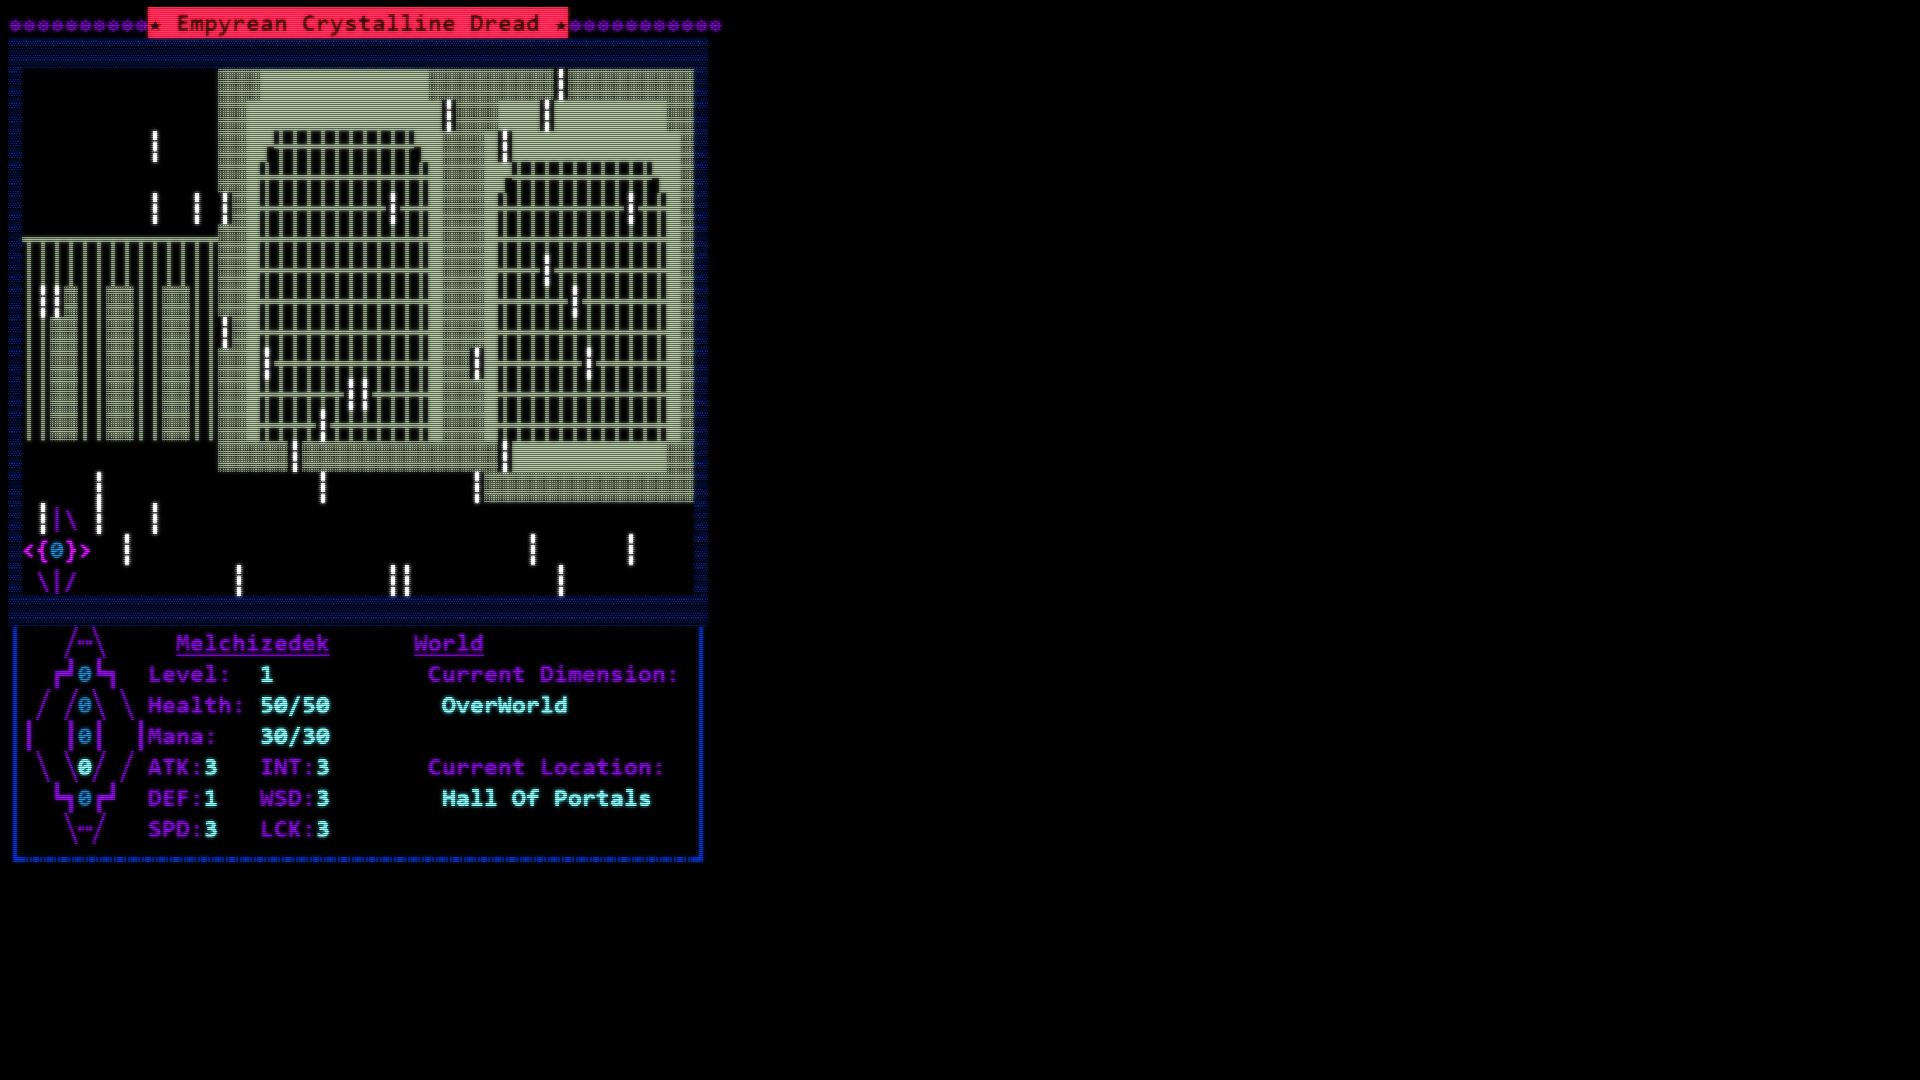 ★ Empyrean Crystalline Dread ★
Melchizedek World
Level: 1 Current Dimension:
Health: 50/50 OverWorld
Mana: 30/30
ATK:3 INT:3 Current Location:
DEF:1 WSD:3 Hall Of Portals
SPD:3 LCK:3